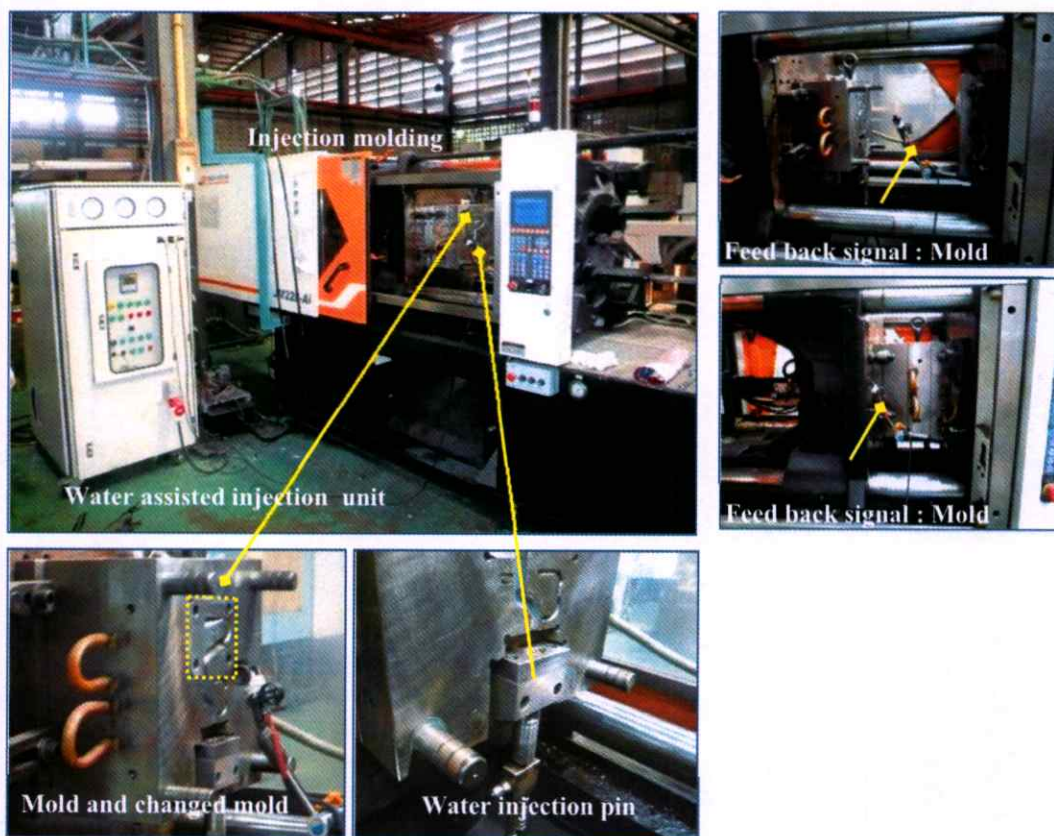 Injection molding
Water assisted injection unit
Feed back signal : Mold
Feed back signal : Mold
Mold and changed mold
Water injection pin